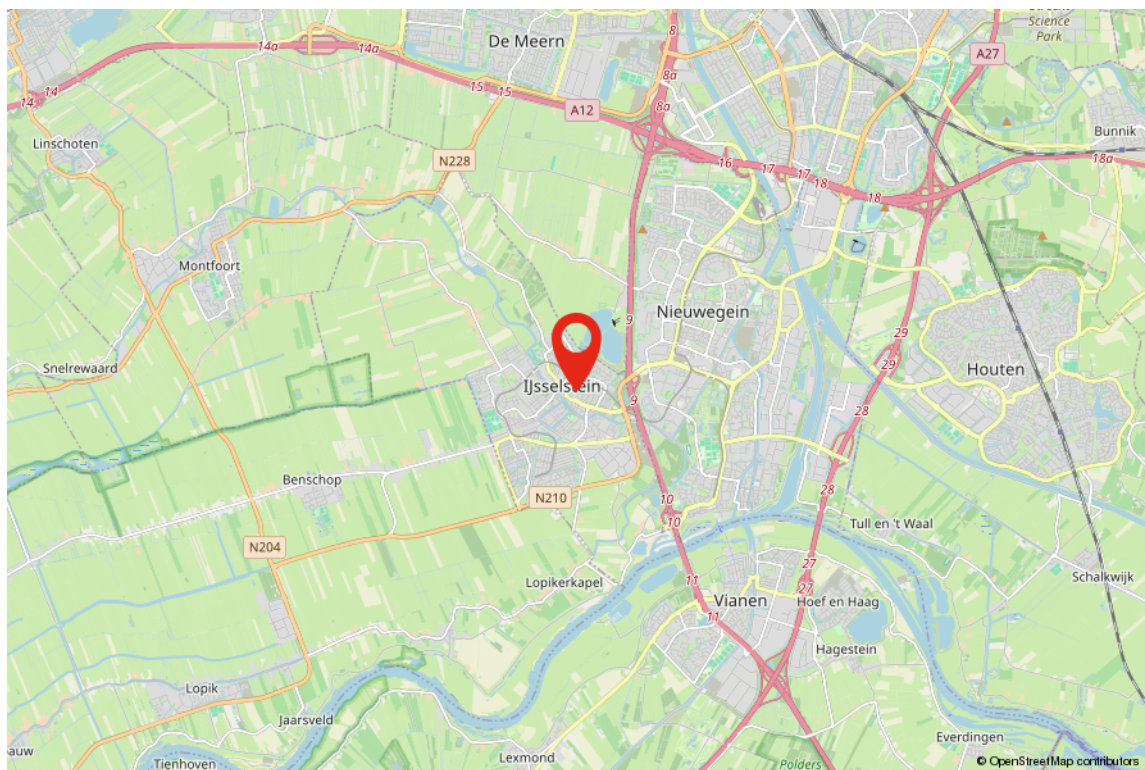 Science
Park
De Meern
8
A27
14a
14a
8a
15
15
14
14
A12
8a
Bunnik
Linschoten
N228
16
17
17
18
18
18a
Montfoort
Nieuwegein
9
29
29
Snelrewaard
Houten
IJsselstein
9
28
Benschop
N210
10
10
28
Tull en 't Waal
N204
27
Lopikerkapel
11
Schalkwijk
27
Vianen
Hoef en Haag
11
Hagestein
Lopik
Jaarsveld
Everdingen
Lexmond
Tienhoven
Polders
© OpenStreetMap contributors